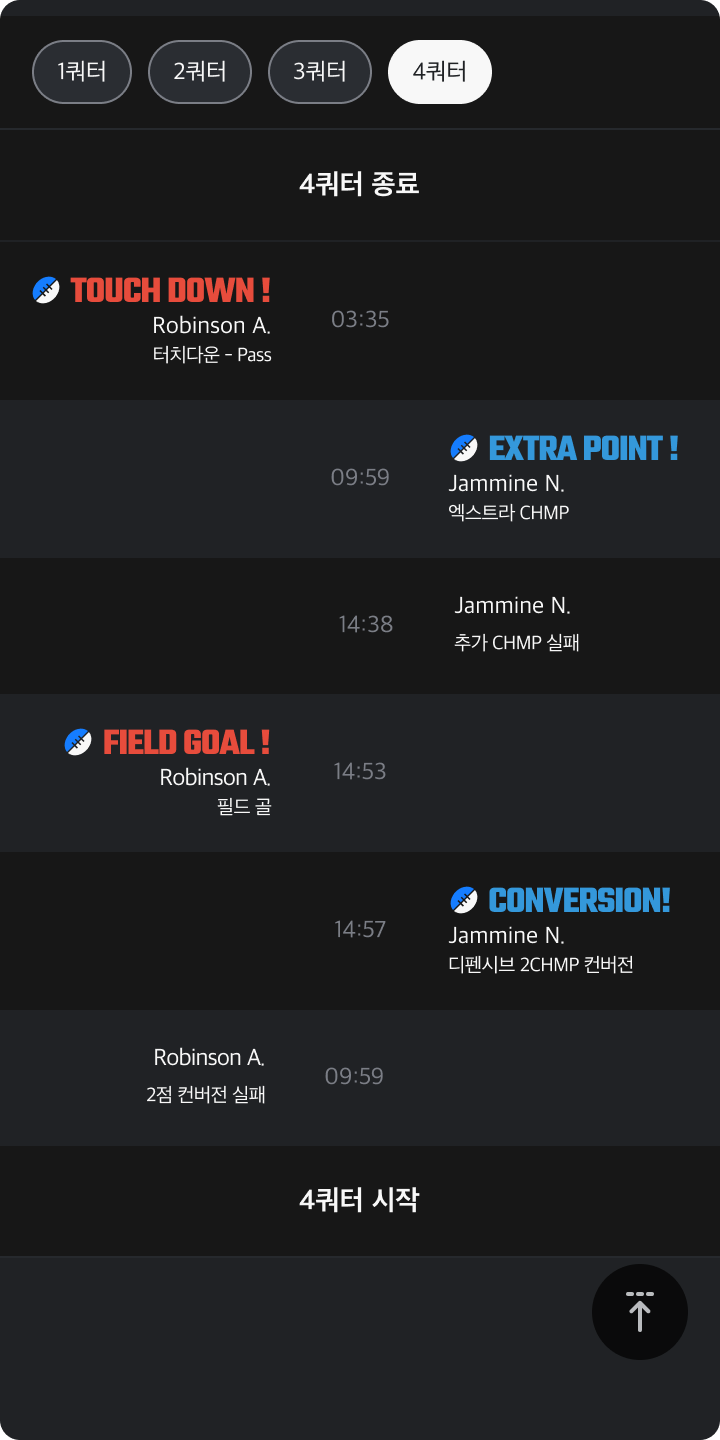 1쿼터
2쿼터
3쿼터
4쿼터
4쿼터 종료
TOUCH DOWN !
Robinson A.
터치다운 - Pass
03:35
EXTRA POINT !
09:59
Jammine N.
엑스트라 CHMP
Jammine N.
14:38
추가 CHMP 실패
FIELD GOAL !
Robinson A.
14:53
필드 골
CONVERSION!
14:57
Jammine N.
디펜시브 2CHMP 컨버전
Robinson A.
09:59
2점 컨버전 실패
4쿼터 시작